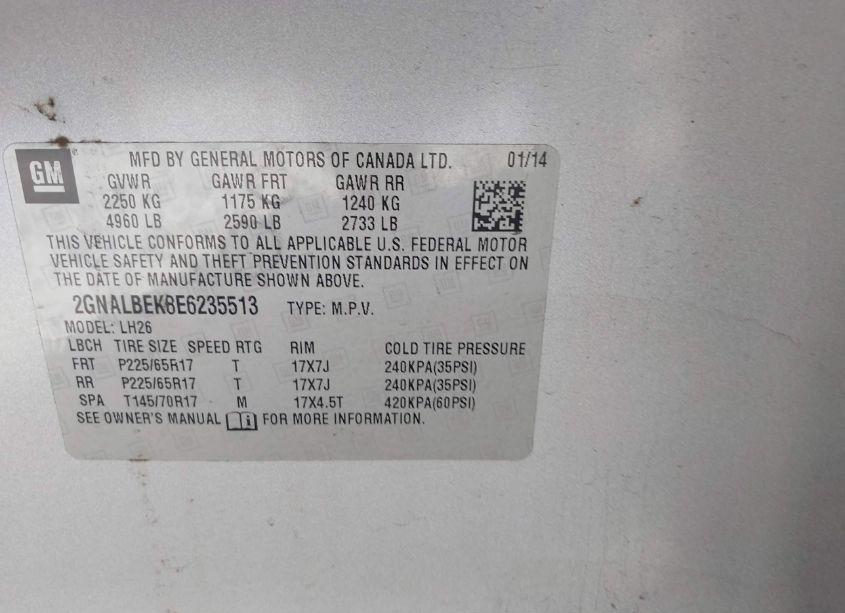 GM
MFD BY GENERAL MOTORS OF CANADA LTD. 01/14
GVWR GAWR FRT GAWR RR
2250 KG 1175 KG 1240 KG
4960 LB 2590 LB 2733 LB
THIS VEHICLE CONFORMS TO ALL APPLICABLE U.S. FEDERAL MOTOR
VEHICLE SAFETY AND THEFT PREVENTION STANDARDS IN EFFECT ON
THE DATE OF MANUFACTURE SHOWN ABOVE.
2GNALBEK8E6235513 TYPE: M.P.V.
MODEL: LH26
LBCH TIRE SIZE SPEED RTG RIM COLD TIRE PRESSURE
FRT P225/65R17 T 17X7J 240KPA(35PSI)
RR P225/65R17 T 17X7J 240KPA(35PSI)
SPA T145/70R17 M 17X4.5T 420KPA(60PSI)
SEE OWNER'S MANUAL FOR MORE INFORMATION.